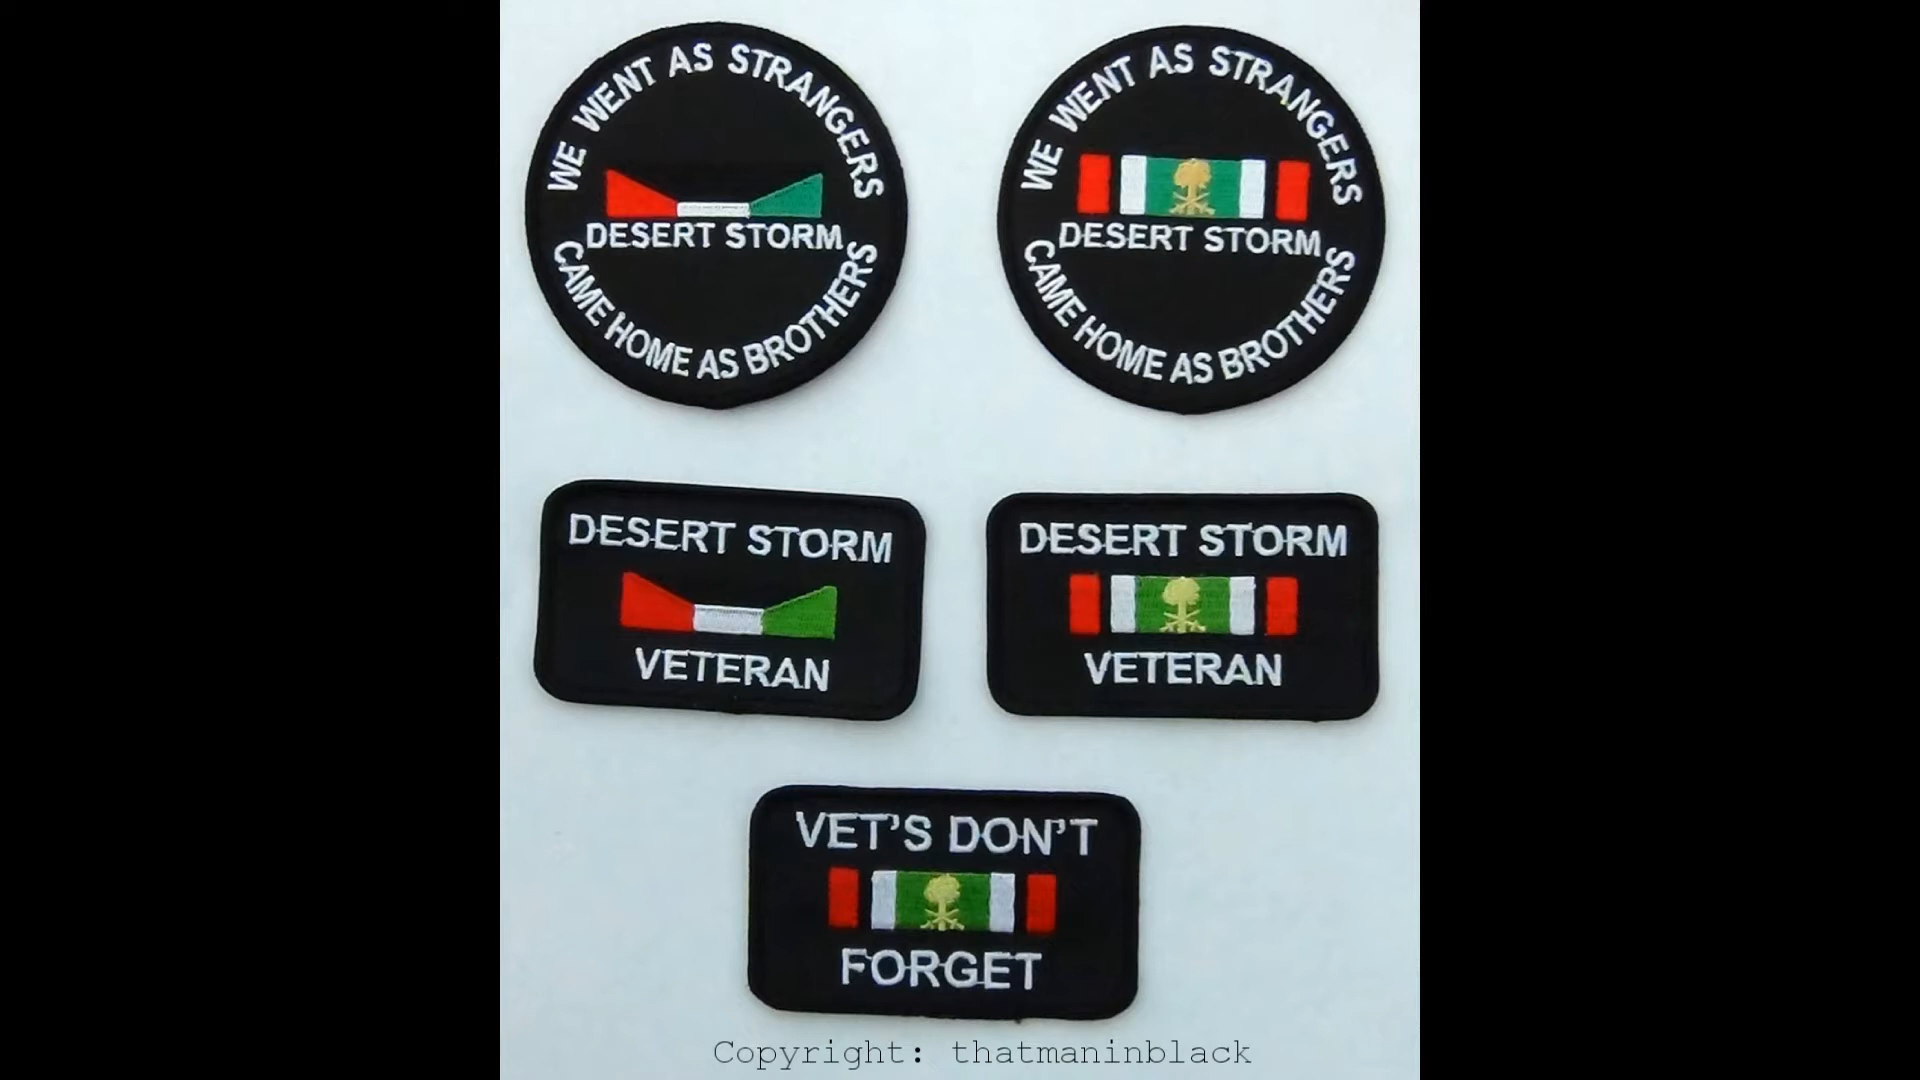 WE WENT AS STRANGERS
DESERT STORM
CAME HOME AS BROTHERS
WE WENT AS STRANGERS
DESERT STORM
CAME HOME AS BROTHERS
DESERT STORM
VETERAN
DESERT STORM
VETERAN
VET'S DON'T
FORGET
Copyright: thatmaninblack